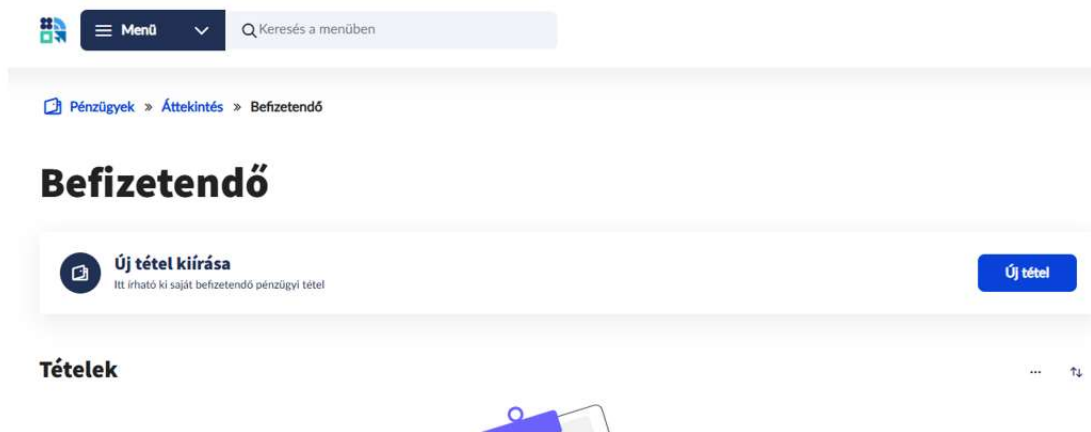 Menü
Keresés a menüben
Pénzügyek » Áttekintés » Befizetendő
Befizetendő
Új tétel kiírása
Itt írható ki saját befizetendő pénzügyi tétel
Új tétel
Tételek